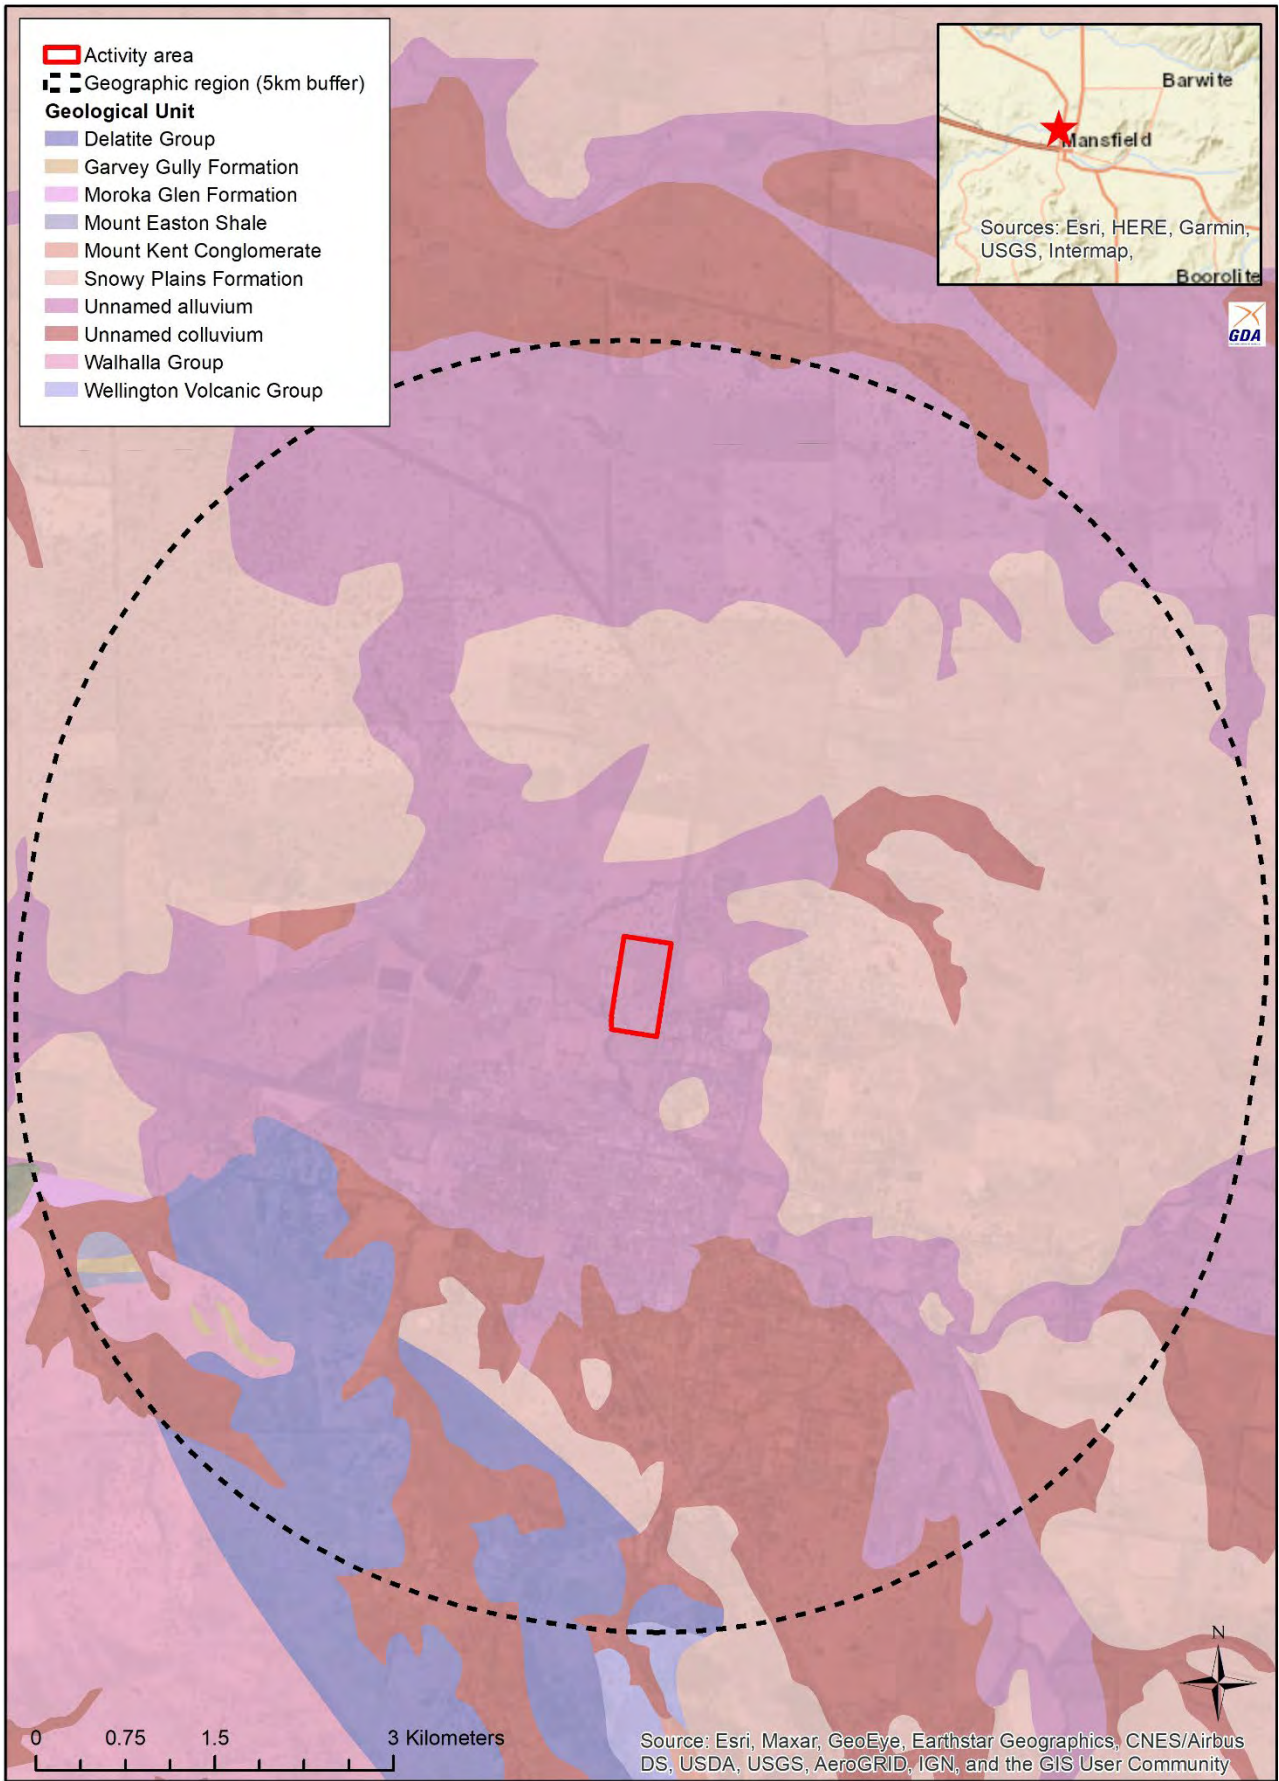 Activity area
Geographic region (5km buffer)
Geological Unit
Delatite Group
Garvey Gully Formation
Moroka Glen Formation
Mount Easton Shale
Mount Kent Conglomerate
Snowy Plains Formation
Unnamed alluvium
Unnamed colluvium
Walhalla Group
Wellington Volcanic Group
Barwite
Mansfield
Sources: Esri, HERE, Garmin,
USGS, Intermap,
Boorolite
GDA
N
0 0.75 1.5 3 Kilometers
Source: Esri, Maxar, GeoEye, Earthstar Geographics, CNES/Airbus
DS, USDA, USGS, AeroGRID, IGN, and the GIS User Community